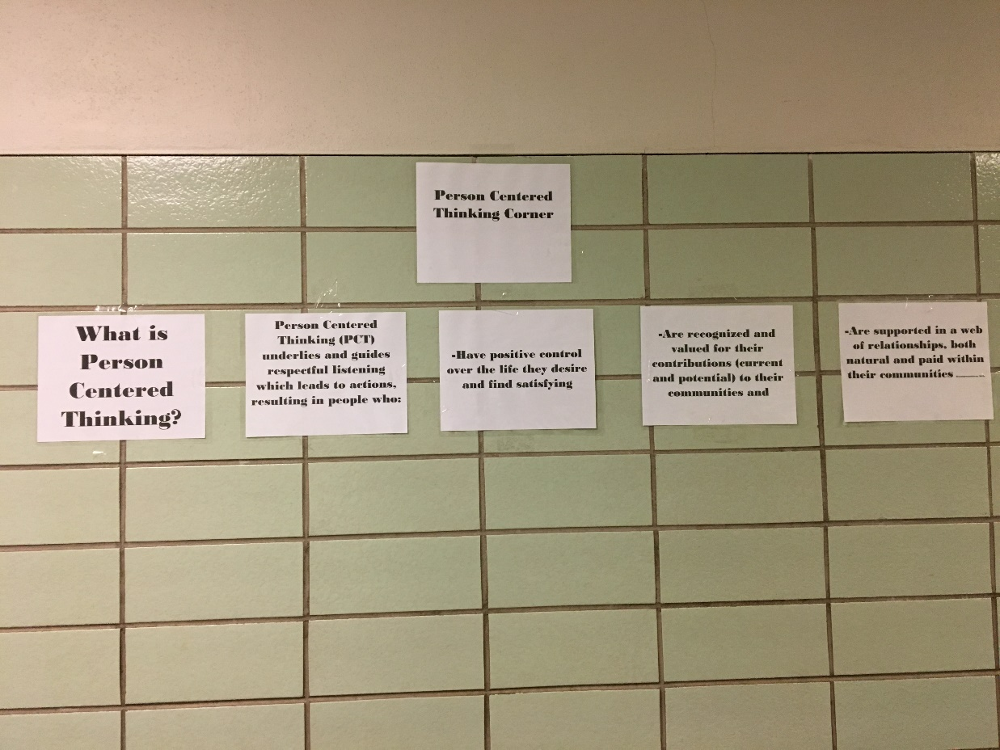 Person Centered
Thinking Corner
What is
Person
Centered
Thinking?
Person Centered
Thinking (PCT)
underlies and guides
respectful listening
which leads to actions,
resulting in people who:
-Have positive control
over the life they desire
and find satisfying
-Are recognized and
valued for their
contributions (current
and potential) to their
communities and
-Are supported in a web
of relationships, both
natural and paid within
their communities